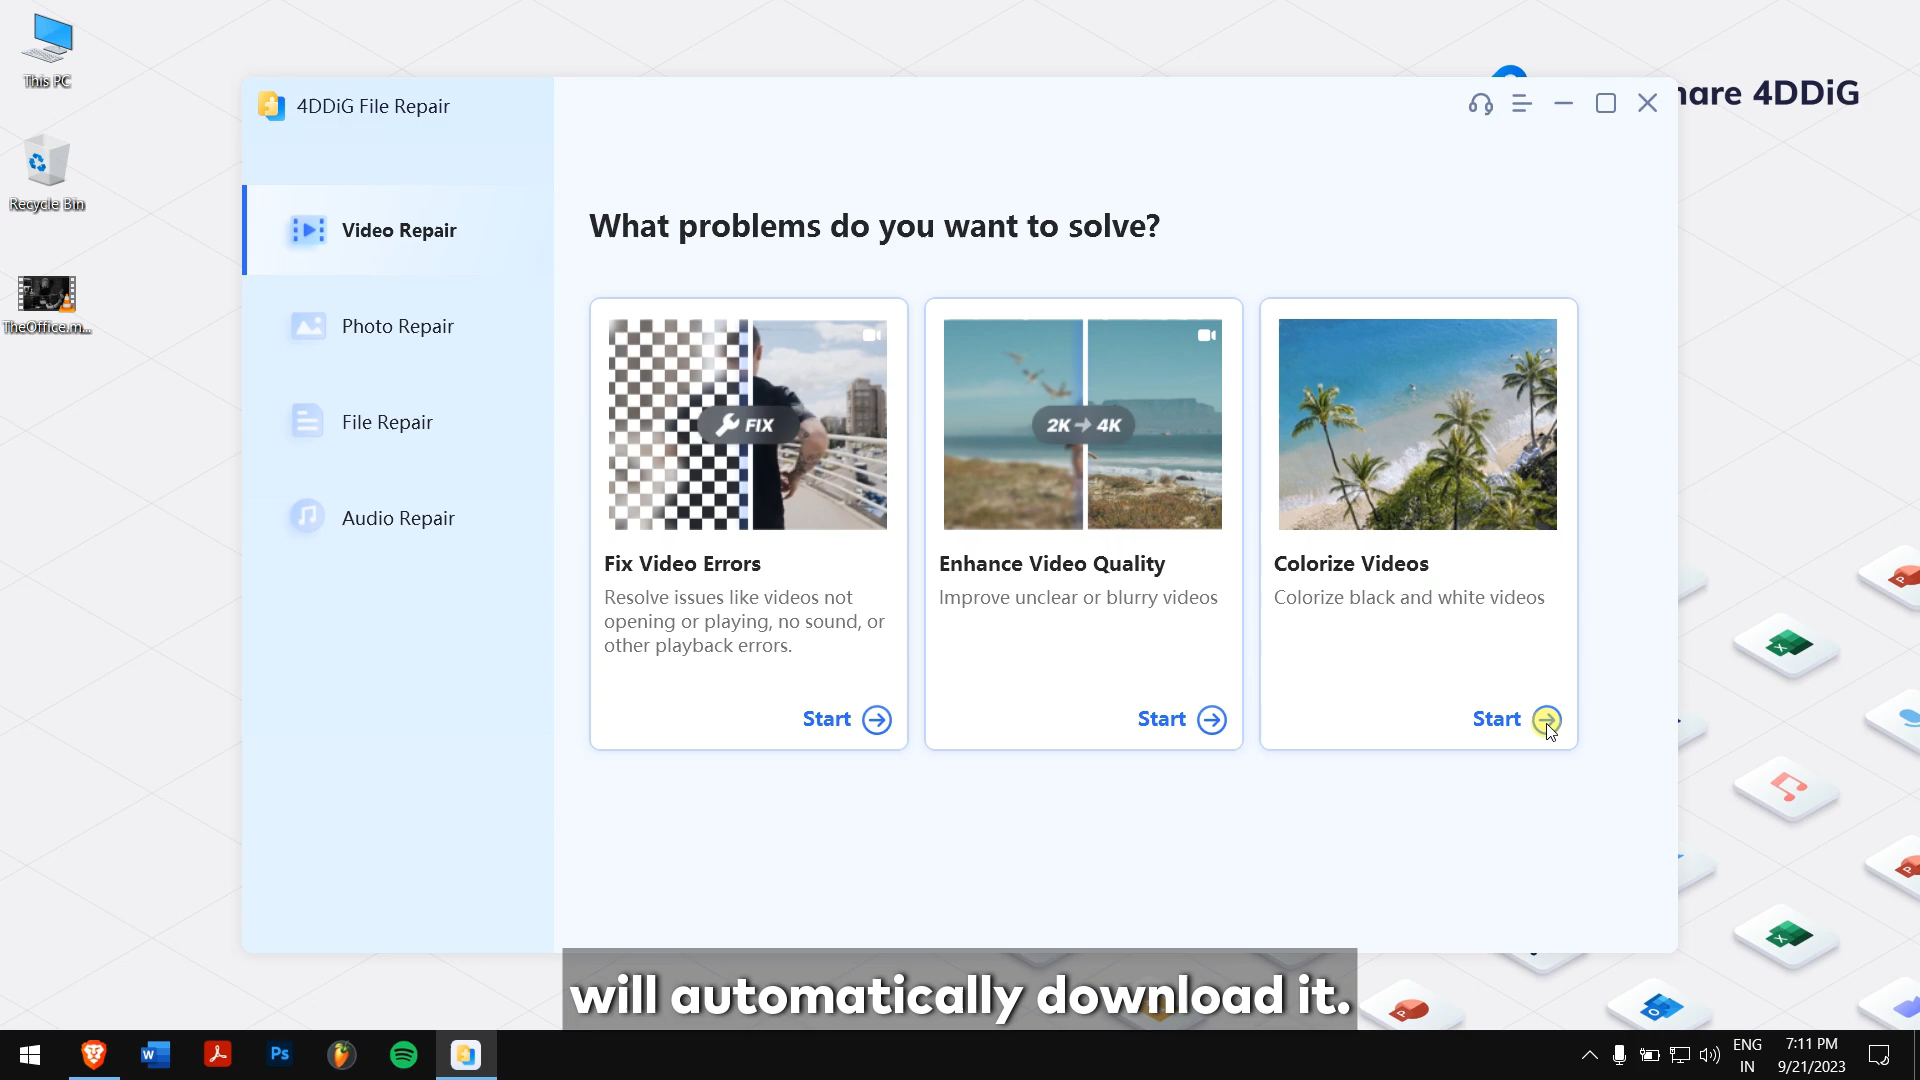 This PC
Recycle Bin
TheOffice.m...
4DDiG File Repair
hare 4DDiG
Video Repair
Photo Repair
File Repair
Audio Repair
What problems do you want to solve?
FIX
2K → 4K
Fix Video Errors
Resolve issues like videos not
opening or playing, no sound, or
other playback errors.
Start
Enhance Video Quality
Improve unclear or blurry videos
Start
Colorize Videos
Colorize black and white videos
Start
will automatically download it.
Ps
ENG
IN
7:11 PM
9/21/2023